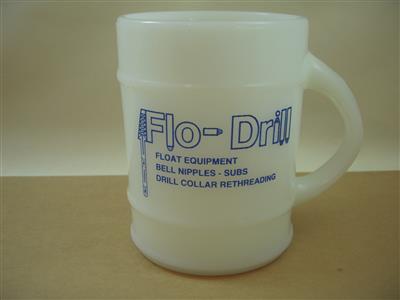 Flo-Drill
FLOAT EQUIPMENT
BELL NIPPLES - SUBS
DRILL COLLAR RETHREADING